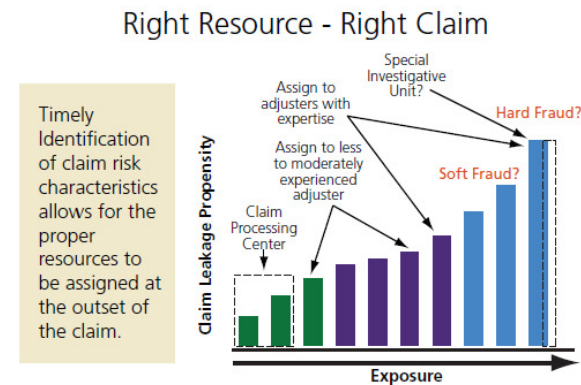 Right Resource - Right Claim
Timely
Identification
of claim risk
characteristics
allows for the
proper
resources to
be assigned at
the outset of
the claim.
Claim Leakage Propensity
Claim
Processing
Center
Assign to less
to moderately
experienced
adjuster
Assign to
adjusters with
expertise
Special
Investigative
Unit?
Soft Fraud?
Hard Fraud?
Exposure